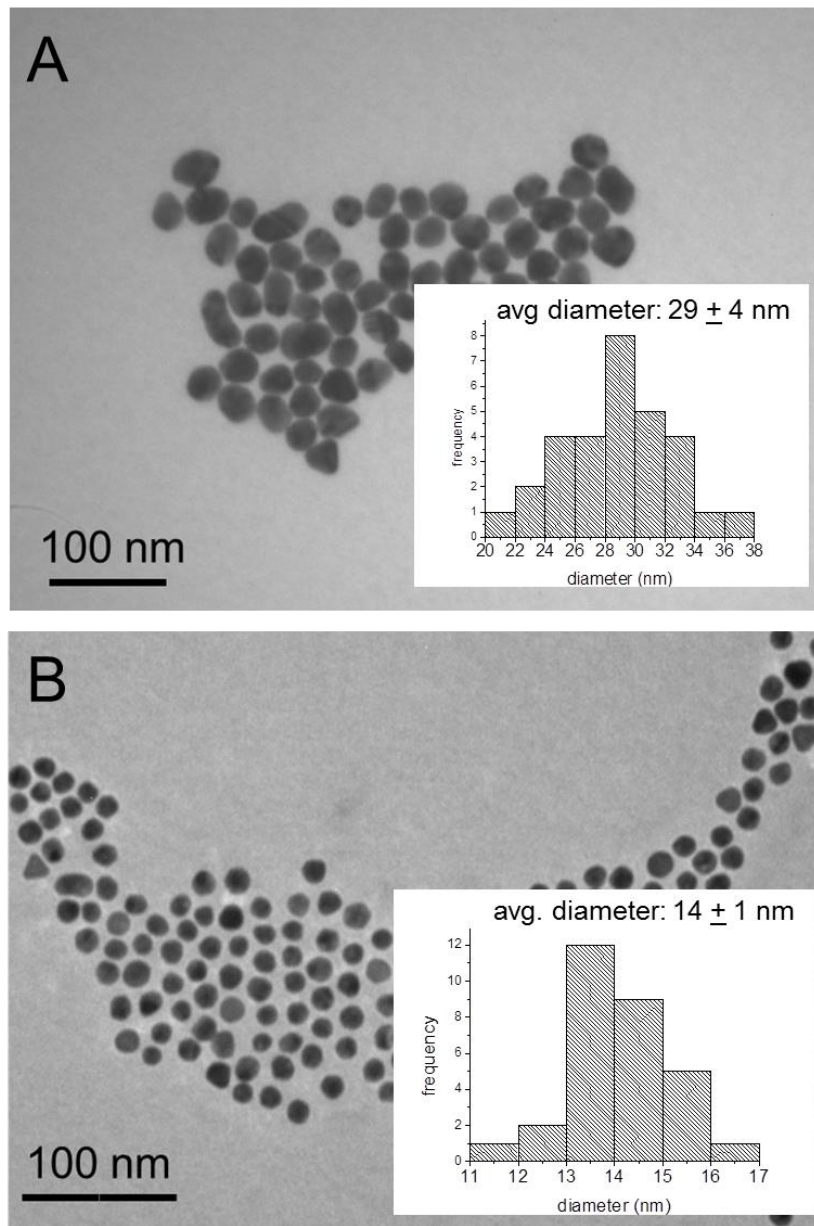 A
avg diameter: 29 ± 4 nm
8
7
6
5
4
3
2
1
0
frequency
20 22 24 26 28 30 32 34 36 38
diameter (nm)
100 nm
B
avg. diameter: 14 ± 1 nm
12
10
8
6
4
2
0
frequency
11 12 13 14 15 16 17
diameter (nm)
100 nm